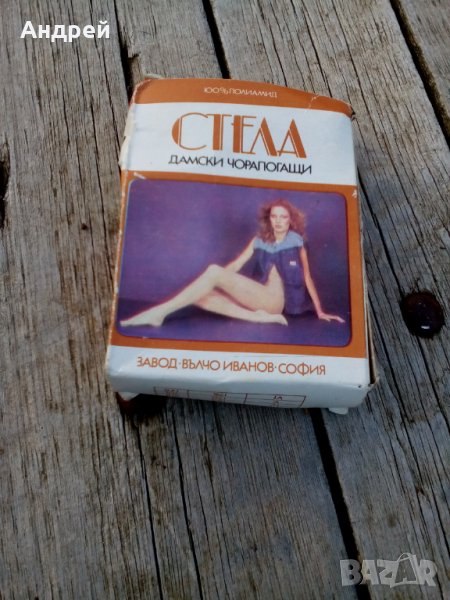 Андрей
100% ПОЛИАМИД
СТЕЛА
ДАМСКИ ЧОРАПОГАЩИ
ЗАВОД·ВЪЛЧО ИВАНОВ·СОФИЯ
BAZAR